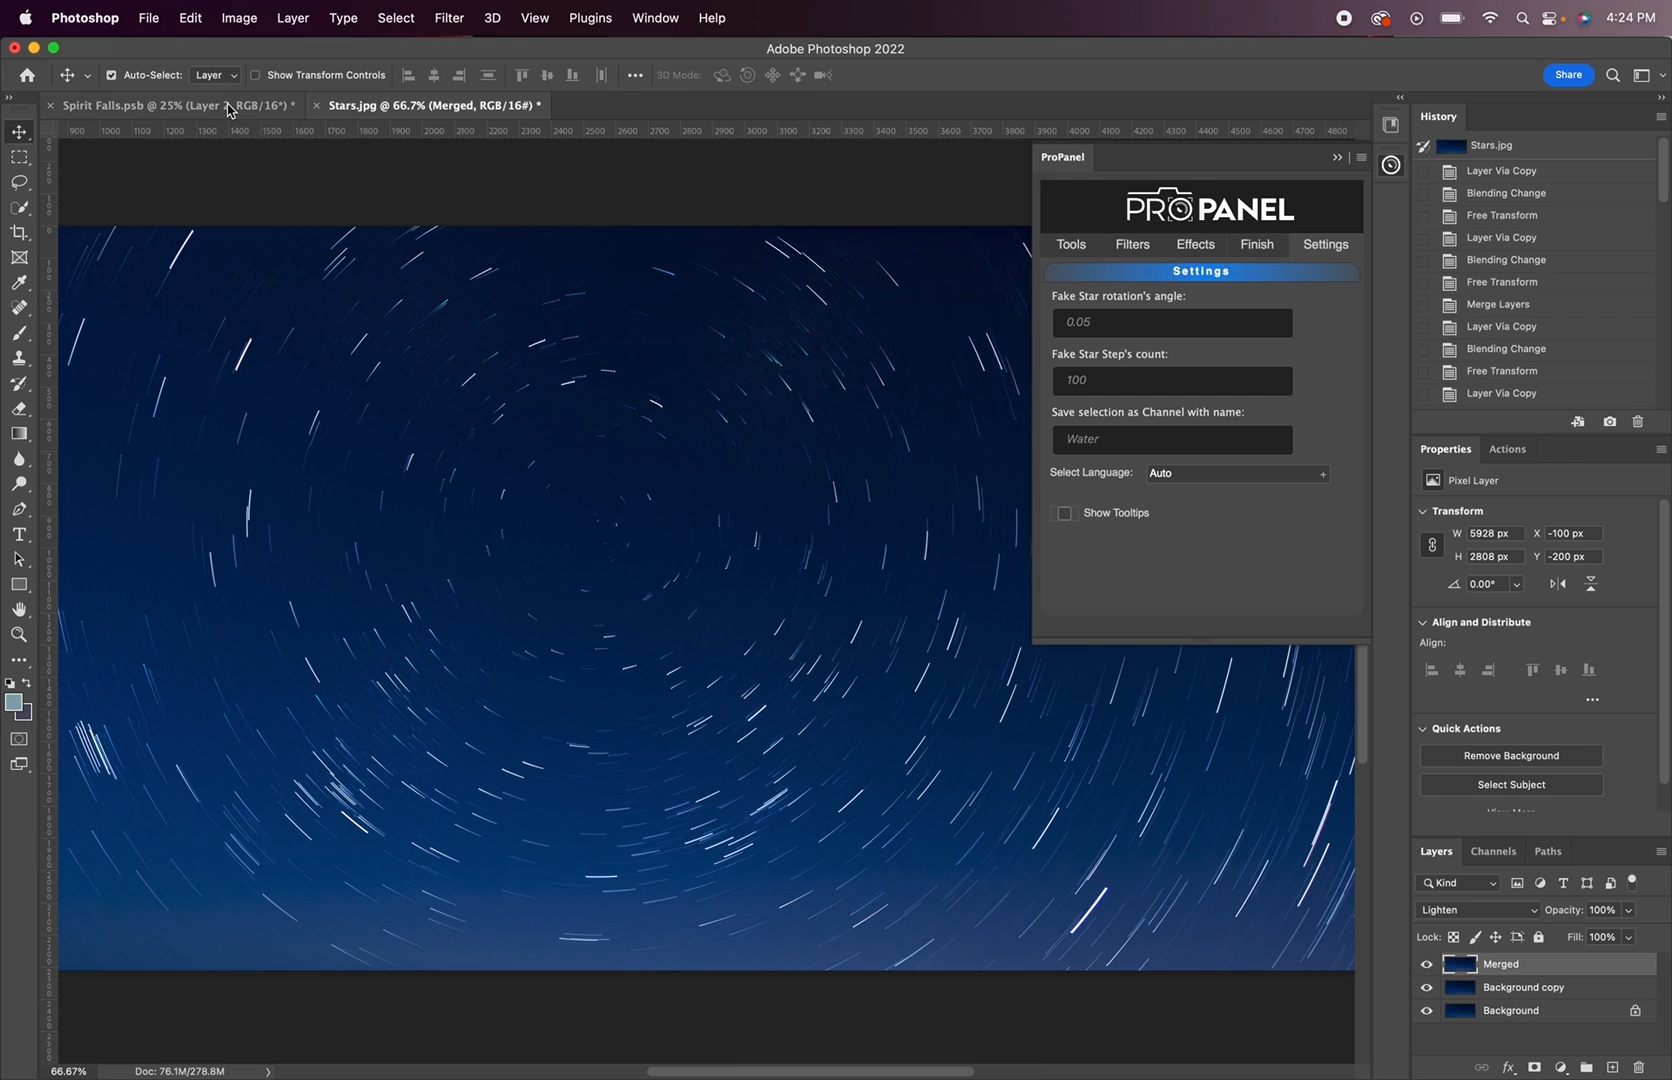 Photoshop File Edit Image Layer Type Select Filter 3D View Plugins Window Help 4:24 PM
Adobe Photoshop 2022
Auto-Select: Layer Show Transform Controls 3D Mode: Share
Spirit Falls.psb @ 25% (Layer 2, RGB/16*) * Stars.jpg @ 66.7% (Merged, RGB/16#) *
900 1000 1100 1200 1300 1400 1500 1600 1700 1800 1900 2000 2100 2200 2300 2400 2500 2600 2700 2800 2900 3000 3100 3200 3300 3400 3500 3600 3700 3800 3900 4000 4100 4200 4300 4400 4500 4600 4700 4800
ProPanel
PROPANEL
Tools Filters Effects Finish Settings
Settings
Fake Star rotation's angle:
0.05
Fake Star Step's count:
100
Save selection as Channel with name:
Water
Select Language: Auto +
Show Tooltips
History
Stars.jpg
Layer Via Copy
Blending Change
Free Transform
Layer Via Copy
Blending Change
Free Transform
Merge Layers
Layer Via Copy
Blending Change
Free Transform
Layer Via Copy
Properties Actions
Pixel Layer
Transform
W 5928 px X -100 px
H 2808 px Y -200 px
0.00°
Align and Distribute
Align:
Quick Actions
Remove Background
Select Subject
Layers Channels Paths
Kind
Lighten Opacity: 100%
Lock: Fill: 100%
Merged
Background copy
Background
66.67% Doc: 76.1M/278.8M